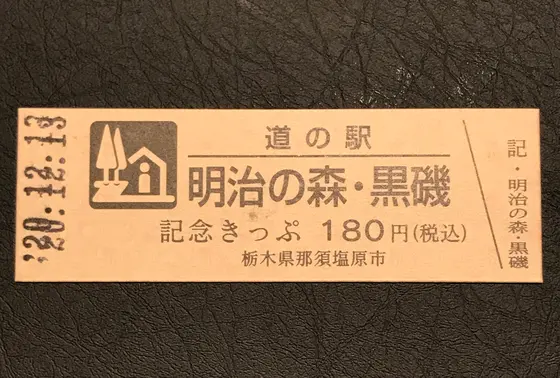 '20.12.13
道の駅
明治の森・黒磯
記念きっぷ 180円(税込)
栃木県那須塩原市
記・明治の森・黒磯